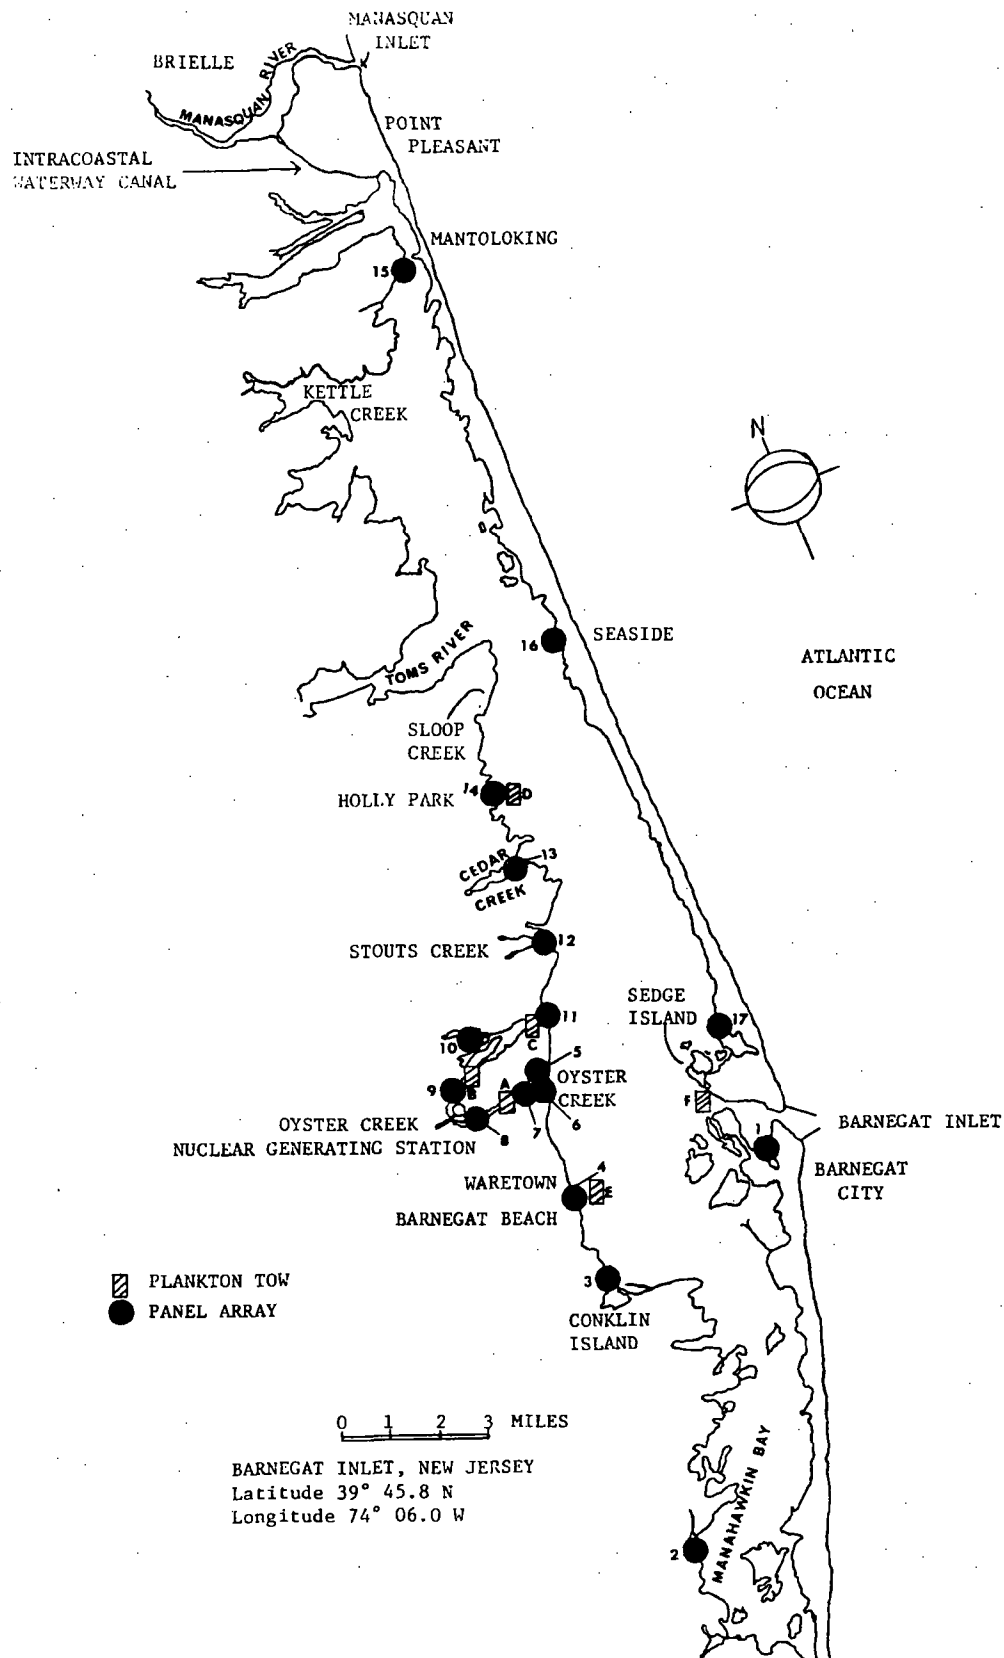 MANASQUAN
INLET
BRIELLE
MANASQUAN RIVER
POINT
PLEASANT
INTRACOASTAL
WATERWAY CANAL
MANTOLOKING
15
KETTLE
CREEK
N
16
SEASIDE
TOMS RIVER
ATLANTIC
OCEAN
SLOOP
CREEK
14
D
HOLLY PARK
13
CEDAR
CREEK
12
STOUTS CREEK
SEDGE
ISLAND
17
11
C
10
5
OYSTER
CREEK
9
B
A
6
7
8
F
OYSTER CREEK
NUCLEAR GENERATING STATION
BARNEGAT INLET
1
BARNEGAT
CITY
4
WARETOWN
E
BARNEGAT BEACH
3
PLANKTON TOW
PANEL ARRAY
CONKLIN
ISLAND
0 1 2 3 MILES
MANAHAWKIN BAY
BARNEGAT INLET, NEW JERSEY
Latitude 39° 45.8 N
Longitude 74° 06.0 W
2